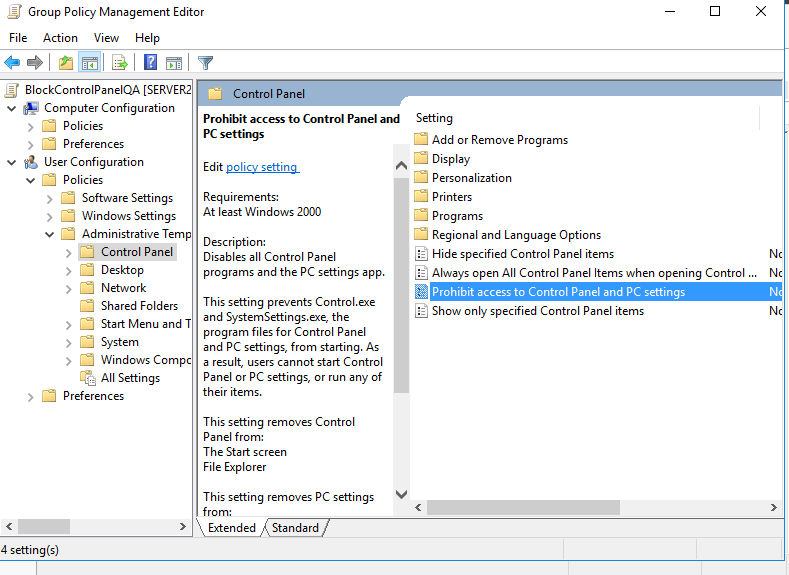 Group Policy Management Editor
File Action View Help
BlockControlPanelQA [SERVER2
Computer Configuration
Policies
Preferences
User Configuration
Policies
Software Settings
Windows Settings
Administrative Temp
Control Panel
Desktop
Network
Shared Folders
Start Menu and T
System
Windows Compo
All Settings
Preferences
Control Panel
Prohibit access to Control Panel and
PC settings
Edit policy setting
Requirements:
At least Windows 2000
Description:
Disables all Control Panel
programs and the PC settings app.
This setting prevents Control.exe
and SystemSettings.exe, the
program files for Control Panel
and PC settings, from starting. As
a result, users cannot start Control
Panel or PC settings, or run any of
their items.
This setting removes Control
Panel from:
The Start screen
File Explorer
This setting removes PC settings
from:
Setting
Add or Remove Programs
Display
Personalization
Printers
Programs
Regional and Language Options
Hide specified Control Panel items No
Always open All Control Panel Items when opening Control ... No
Prohibit access to Control Panel and PC settings No
Show only specified Control Panel items No
Extended Standard
4 setting(s)